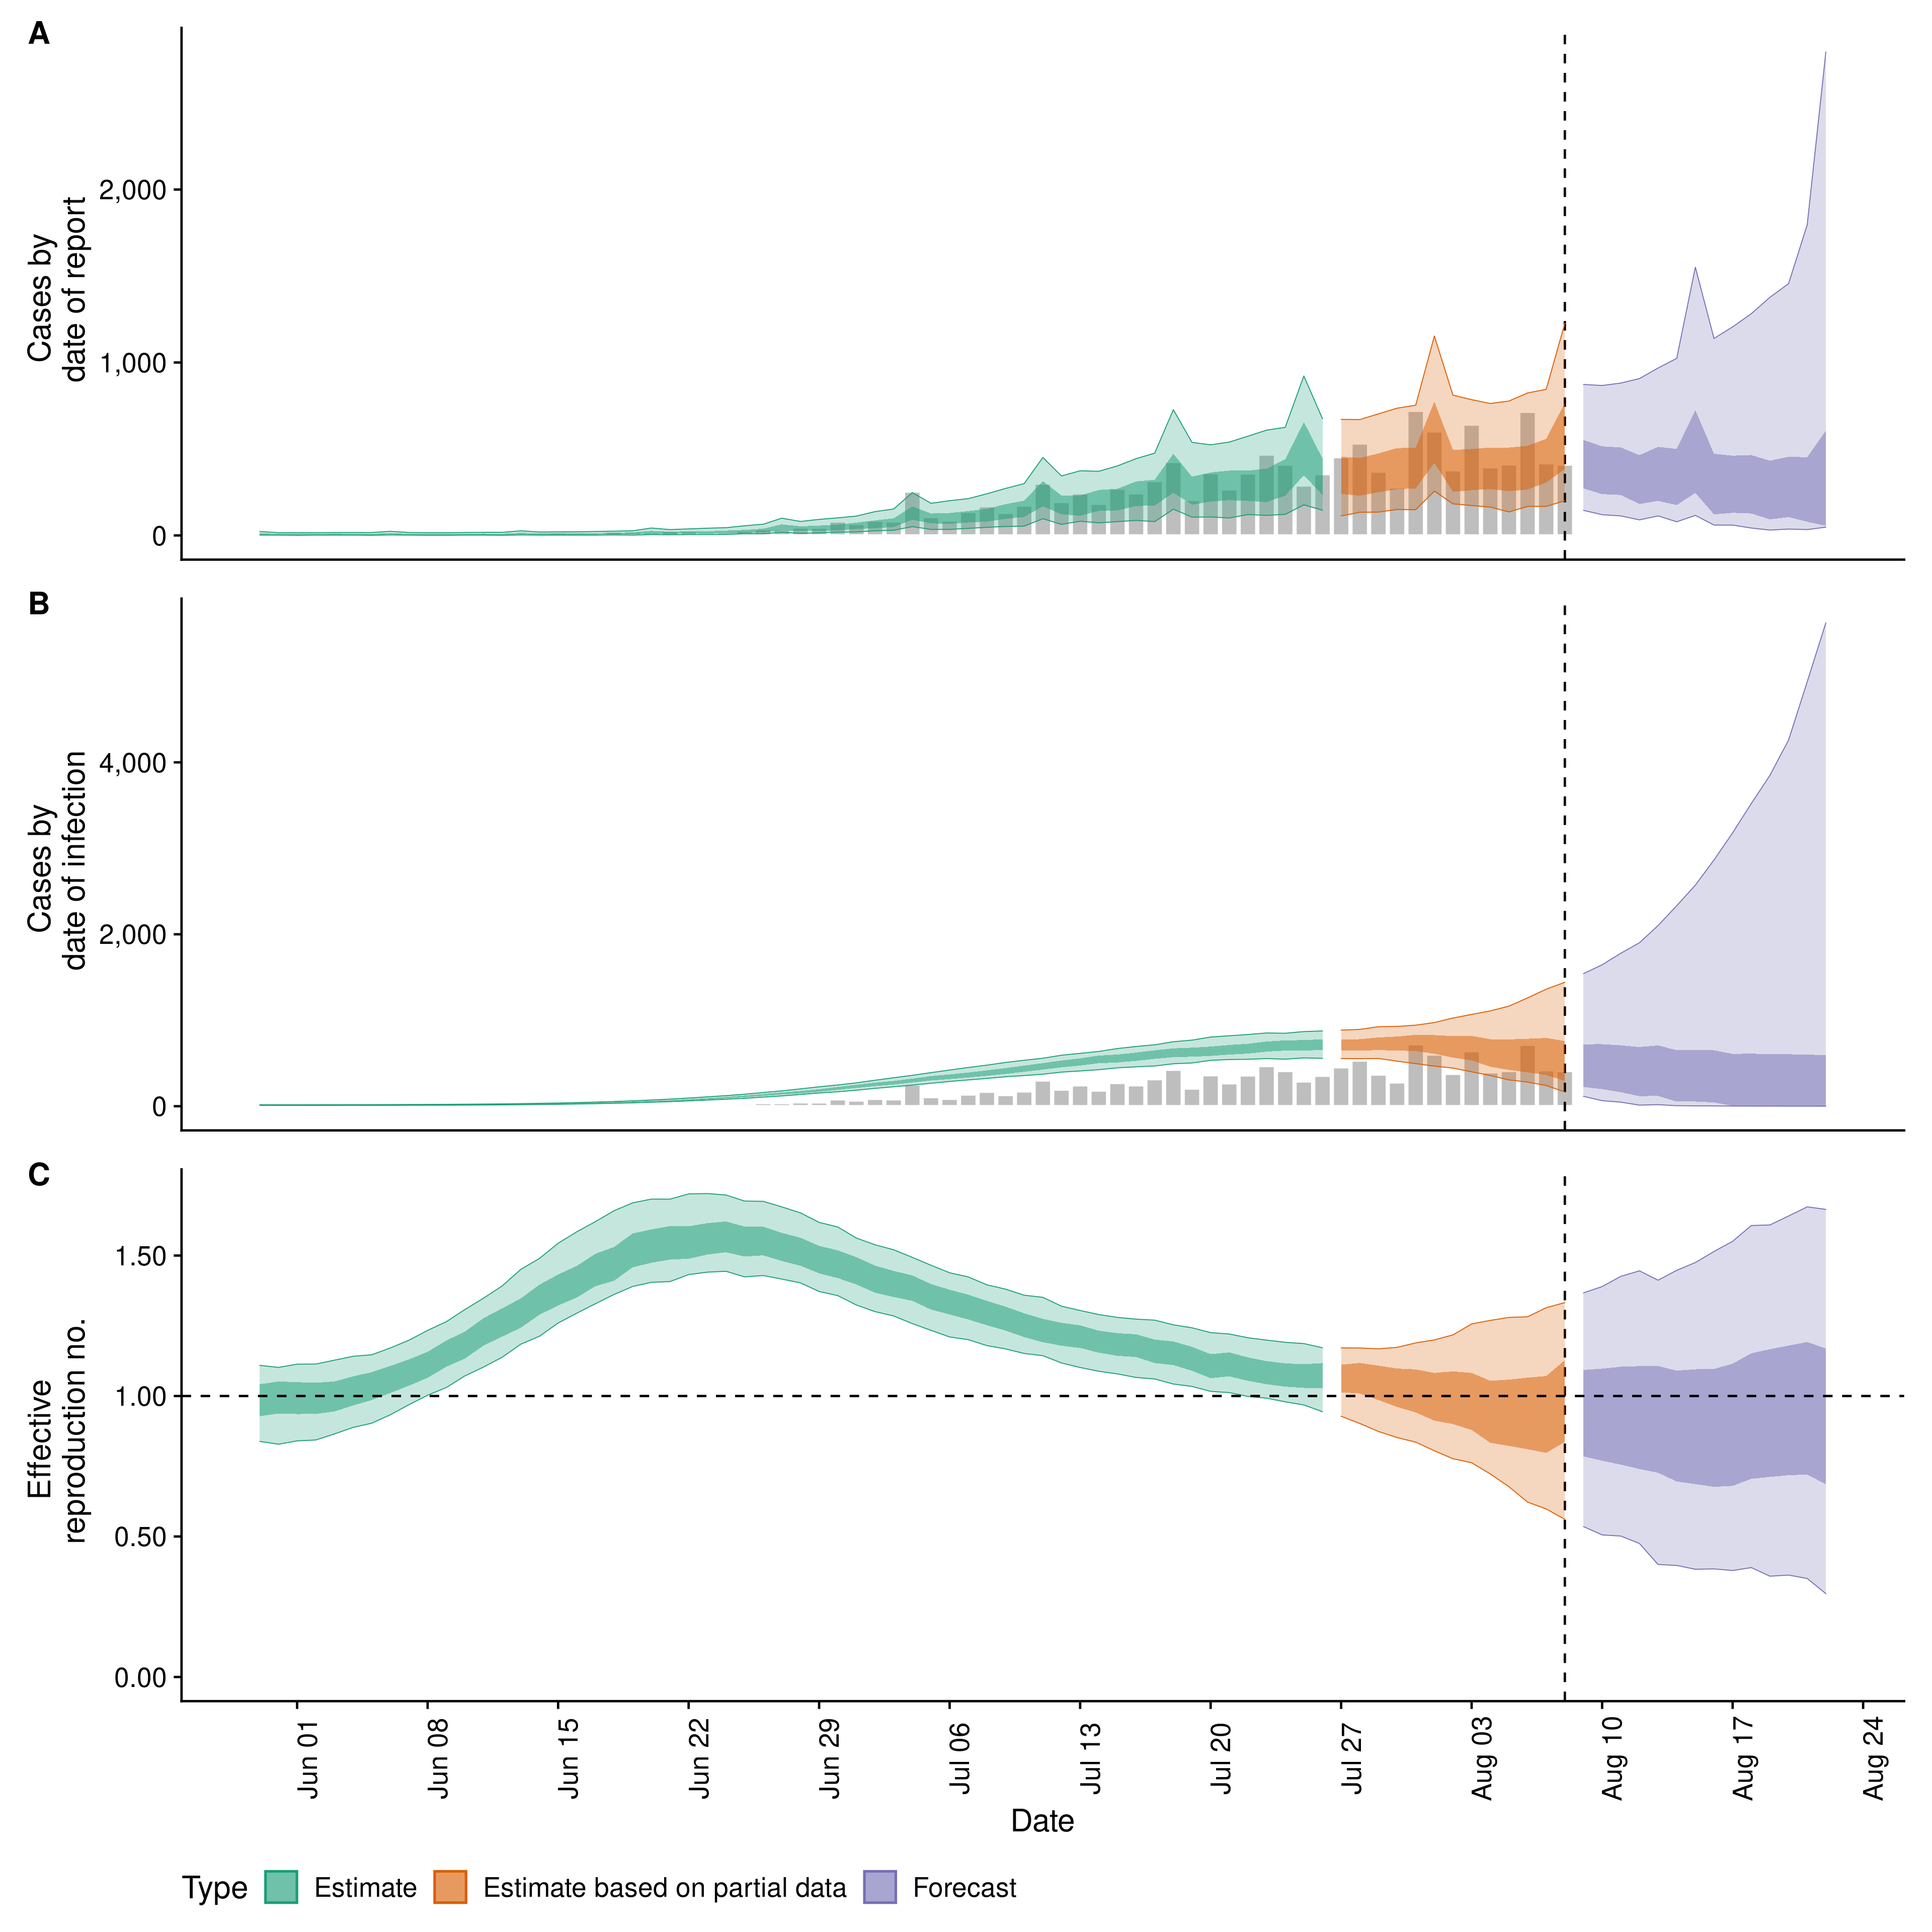 A
Cases by
date of report
2,000
1,000
0
B
Cases by
date of infection
4,000
2,000
0
C
Effective
reproduction no.
1.50
1.00
0.50
0.00
Jun 01
Jun 08
Jun 15
Jun 22
Jun 29
Jul 06
Jul 13
Jul 20
Jul 27
Aug 03
Aug 10
Aug 17
Aug 24
Date
Type Estimate Estimate based on partial data Forecast